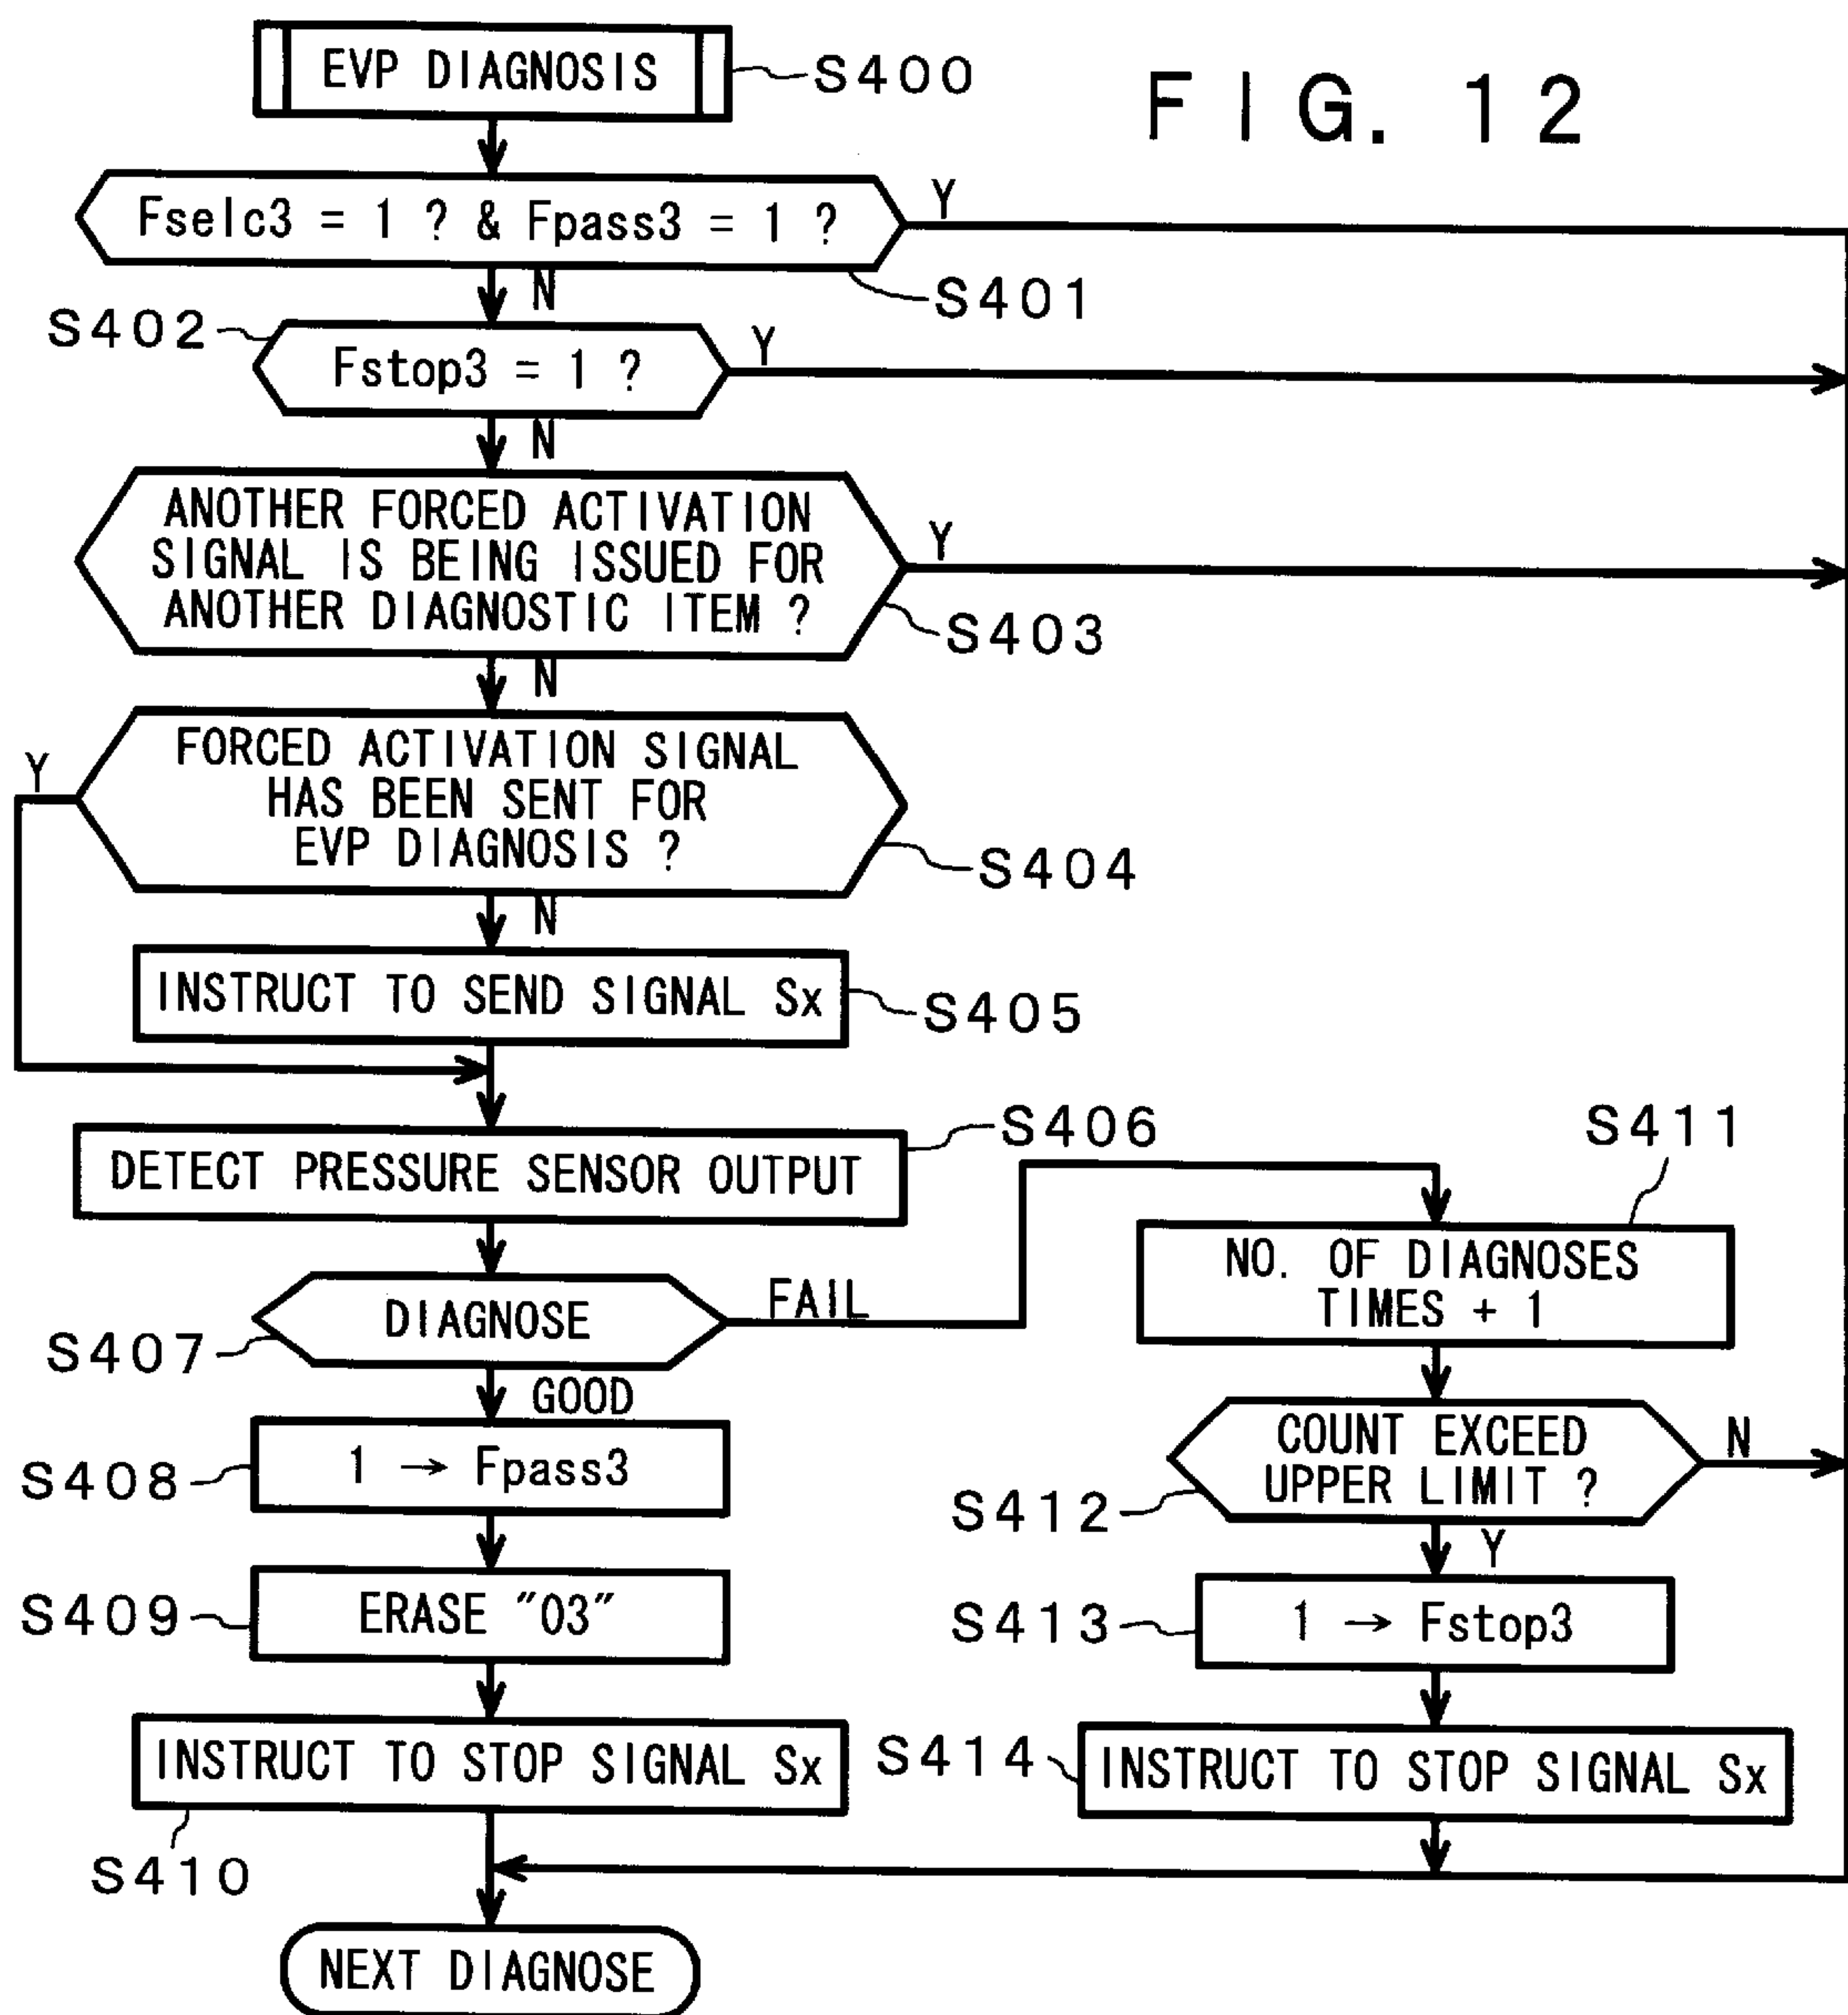 EVP DIAGNOSIS
S400
FIG. 12
Fselc3 = 1 ? & Fpass3 = 1 ?
Y
N
S401
S402
Fstop3 = 1 ?
Y
N
ANOTHER FORCED ACTIVATION
SIGNAL IS BEING ISSUED FOR
ANOTHER DIAGNOSTIC ITEM ?
Y
S403
N
FORCED ACTIVATION SIGNAL
HAS BEEN SENT FOR
EVP DIAGNOSIS ?
Y
S404
N
INSTRUCT TO SEND SIGNAL Sx
S405
DETECT PRESSURE SENSOR OUTPUT
S406
DIAGNOSE
FAIL
S407
GOOD
1 → Fpass3
S408
ERASE "03"
S409
INSTRUCT TO STOP SIGNAL Sx
S410
S411
NO. OF DIAGNOSES
TIMES + 1
COUNT EXCEED
UPPER LIMIT ?
N
S412
Y
1 → Fstop3
S413
INSTRUCT TO STOP SIGNAL Sx
S414
NEXT DIAGNOSE